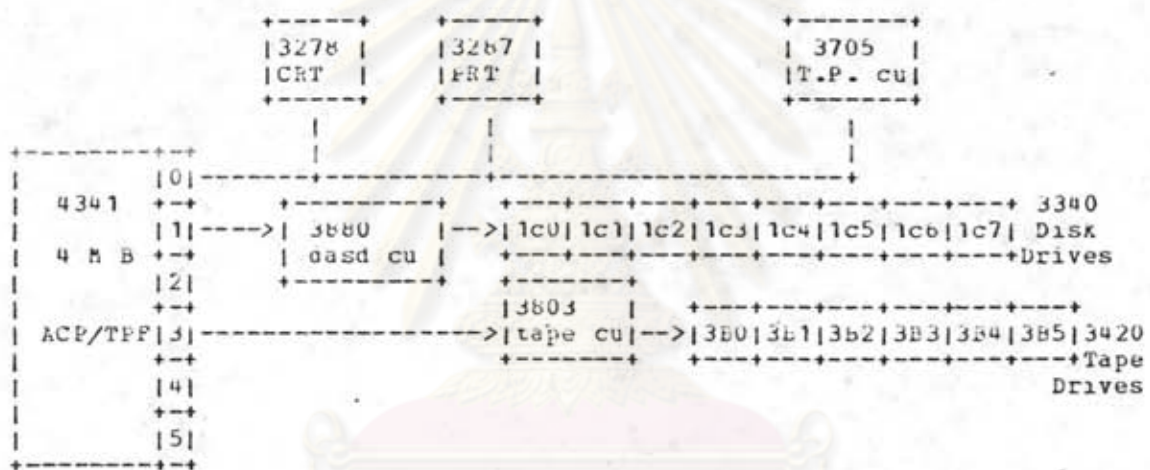 3278 3287 3705
CRT PRT T.P. cu
0
4341 3340
1 3880 1c0 1c1 1c2 1c3 1c4 1c5 1c6 1c7 Disk
4 M B dasd cu Drives
2
3803
ACP/TPF 3 tape cu 3B0 3b1 3b2 3B3 3B4 3B5 3420
Tape
4 Drives
5